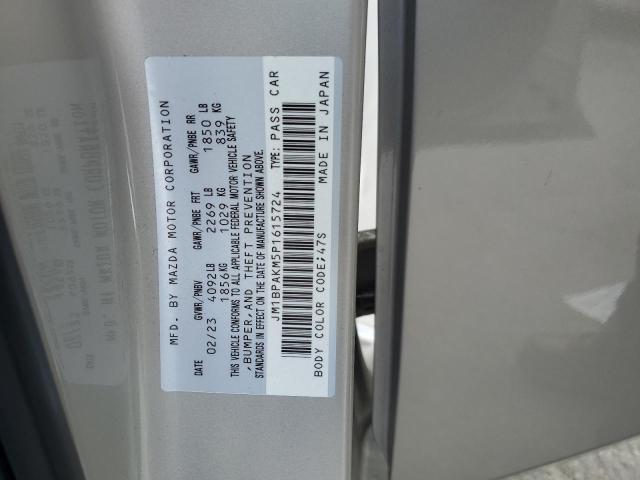 MFD. BY MAZDA MOTOR CORPORATION
DATE GVWR/PNBV GAWR/PNBE FRT GAWR/PNBE RR
02/23 4092LB 2269 LB 1850 LB
1856KG 1029 KG 839 KG
THIS VEHICLE CONFORMS TO ALL APPLICABLE FEDERAL MOTOR VEHICLE SAFETY
,BUMPER,AND THEFT PREVENTION
STANDARDS IN EFFECT ON THE DATE OF MANUFACTURE SHOWN ABOVE.
JM1BPAKM5P1615724 TYPE: PASS CAR
BODY COLOR CODE;47S MADE IN JAPAN